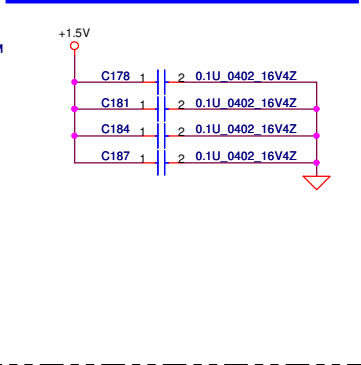 +1.5V
C178 1 2 0.1U_0402_16V4Z
C181 1 2 0.1U_0402_16V4Z
C184 1 2 0.1U_0402_16V4Z
C187 1 2 0.1U_0402_16V4Z